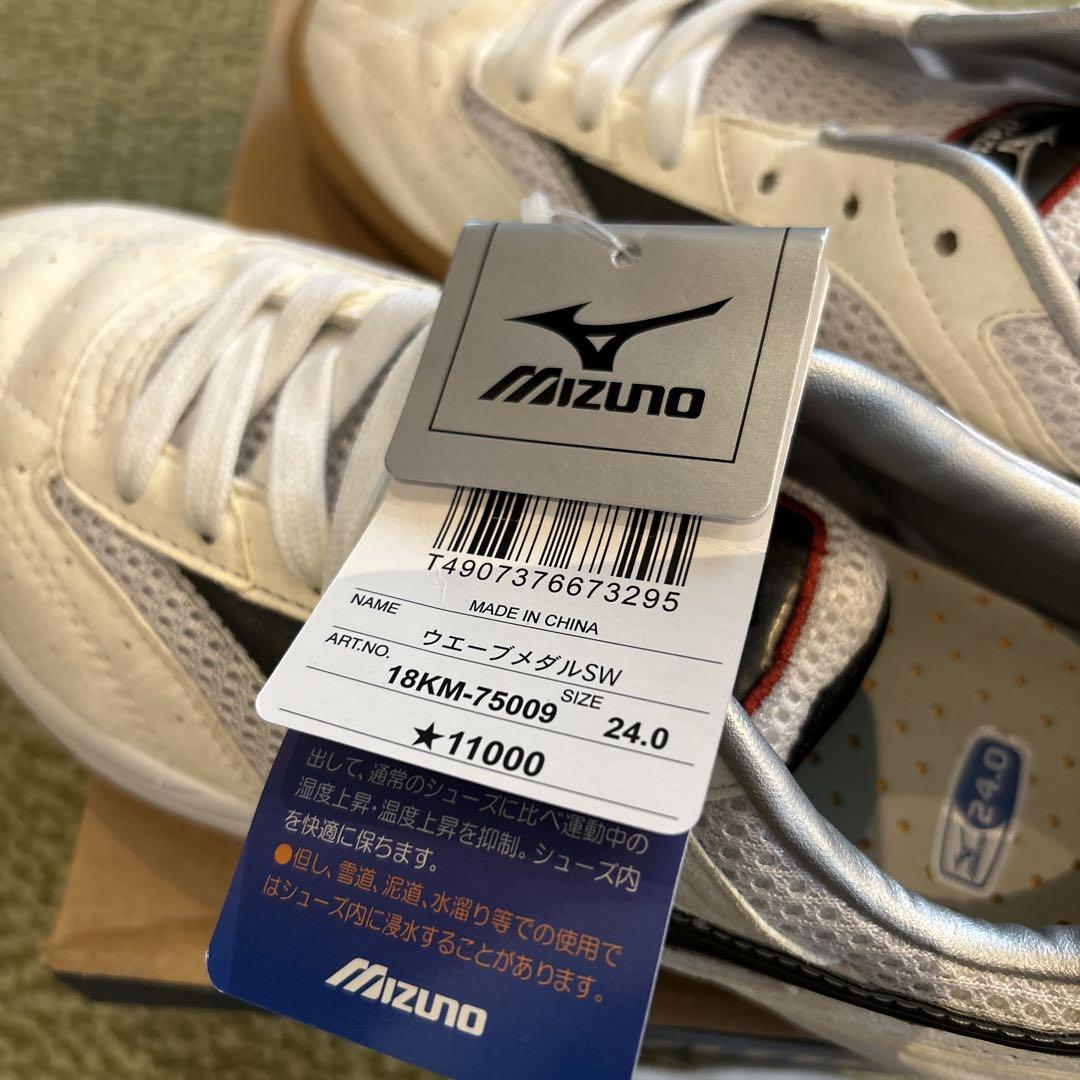 MIZUNO
T4907376673295
MADE IN CHINA
NAME ウエーブメダルSW
ART.NO. 18KM-75009 SIZE 24.0
★11000
出して、通常のシューズに比べ運動中の
湿度上昇・温度上昇を抑制。シューズ内
を快適に保ちます。
●但し、雪道、泥道、水溜り等での使用で
はシューズ内に浸水することがあります。
MIZUNO
24.0